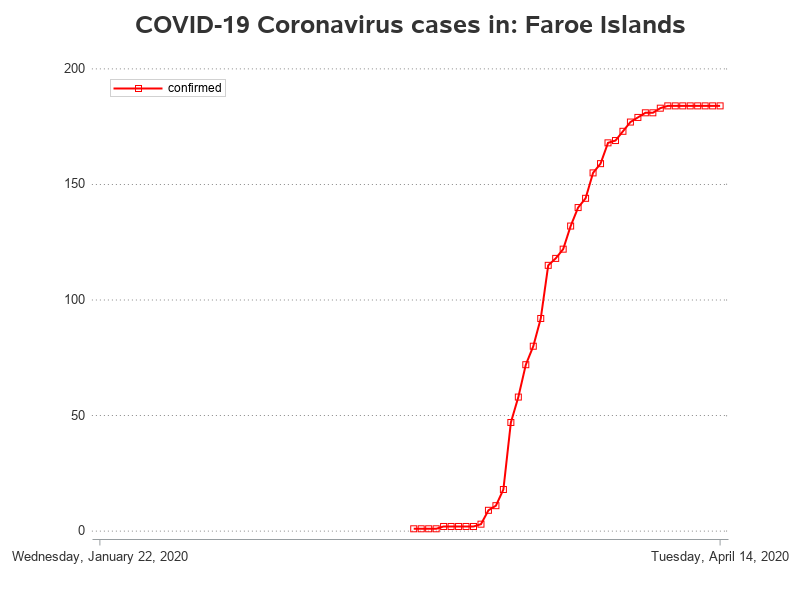 COVID-19 Coronavirus cases in: Faroe Islands
200
confirmed
150
100
50
0
Wednesday, January 22, 2020
Tuesday, April 14, 2020